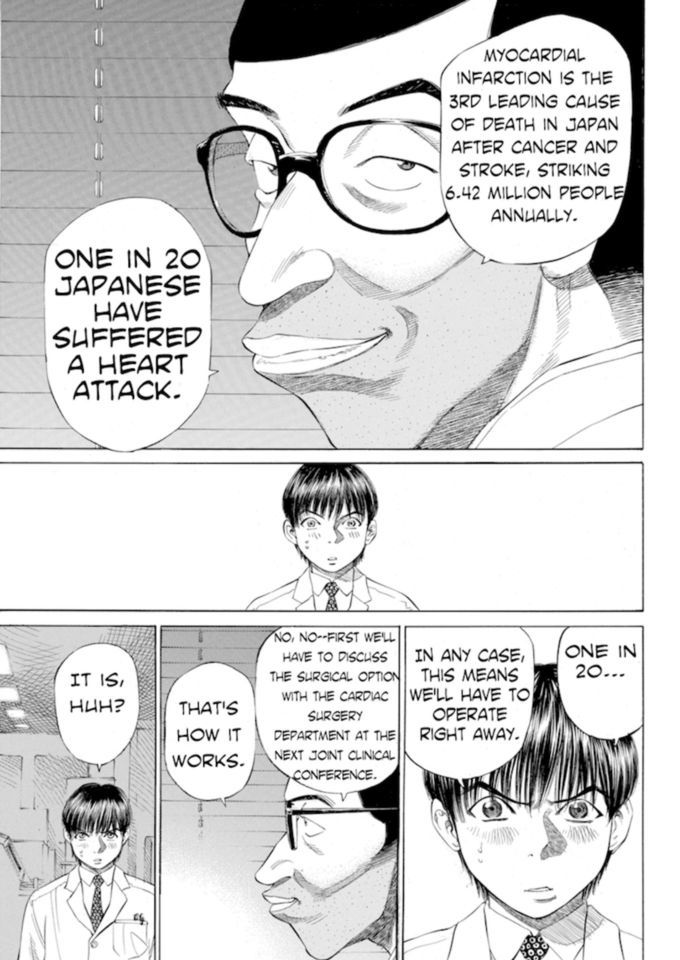 MYOCARDIAL
INFARCTION IS THE
3RD LEADING CAUSE
OF DEATH IN JAPAN
AFTER CANCER AND
STROKE, STRIKING
6.42 MILLION PEOPLE
ANNUALLY.
ONE IN 20
JAPANESE
HAVE
SUFFERED
A HEART
ATTACK.
ONE IN
20...
IN ANY CASE,
THIS MEANS
WE'LL HAVE TO
OPERATE
RIGHT AWAY.
NO, NO--FIRST WE'LL
HAVE TO DISCUSS
THE SURGICAL OPTION
WITH THE CARDIAC
SURGERY
DEPARTMENT AT THE
NEXT JOINT CLINICAL
CONFERENCE.
THAT'S
HOW IT
WORKS.
IT IS,
HUH?